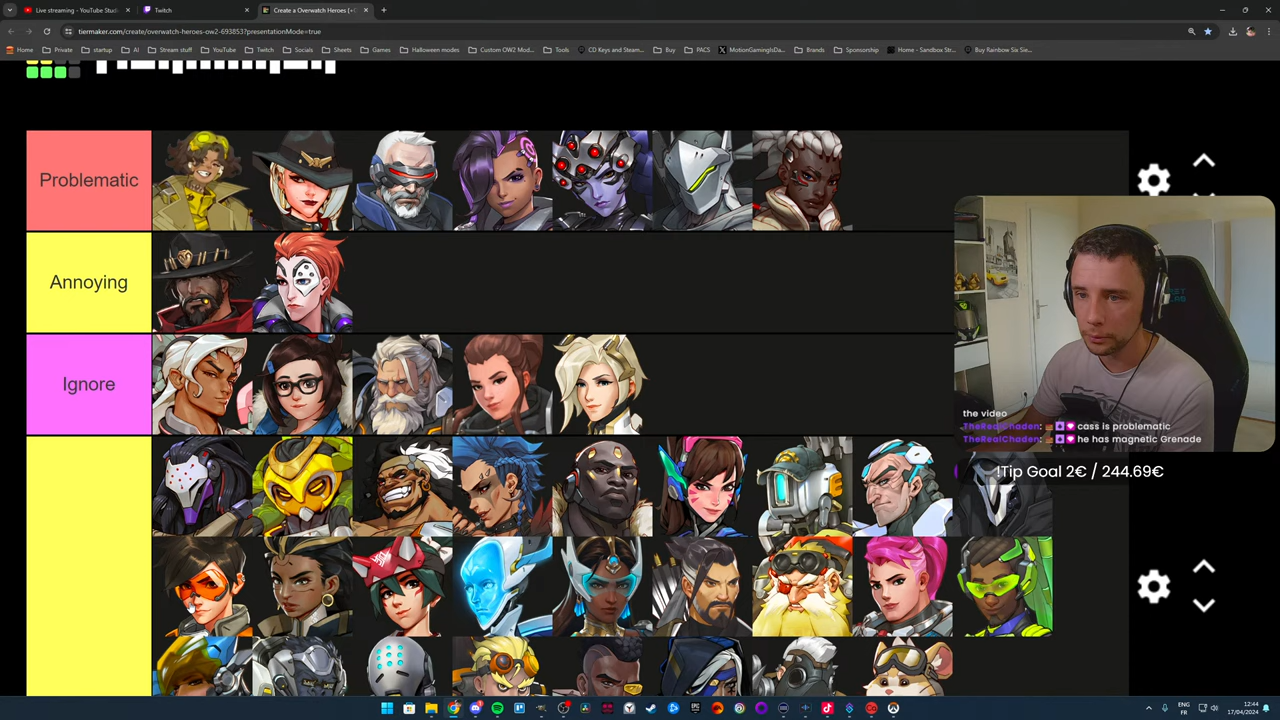 Live streaming - YouTube Stud
Twitch
Create a Overwatch Heroes (+C
tiermaker.com/create/overwatch-heroes-ow2-693853?presentationMode=true
Home
Private
startup
AI
Stream stuff
YouTube
Twitch
Socials
Sheets
Games
Halloween modes
Custom OW2 Mod...
Tools
CD Keys and Steam...
Buy
PACS
MotionGamingIsDa...
Brands
Sponsorship
Home - Sandbox Str...
Buy Rainbow Six Sie...
Problematic
Annoying
Ignore
the video
TheRealChaden: cass is problematic
TheRealChaden: he has magnetic Grenade
!Tip Goal 2€ / 244.69€
ENG
FR
12:44
17/04/2024